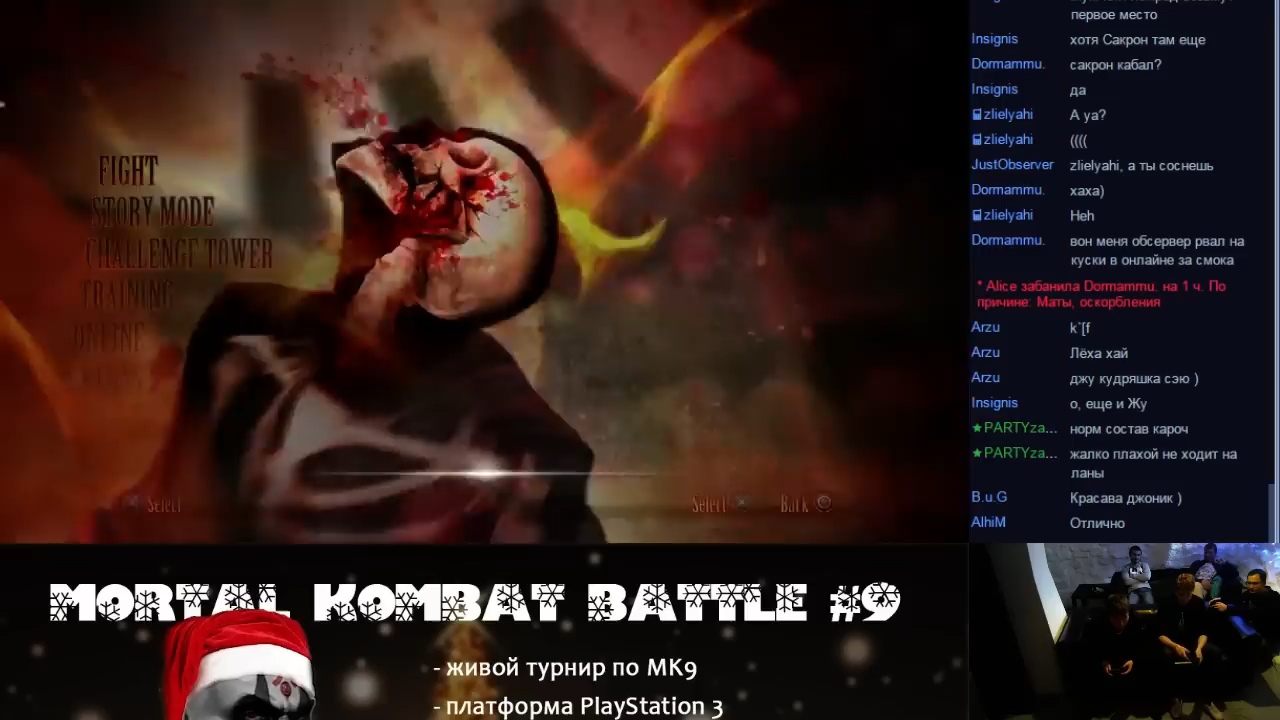 FIGHT
STORY MODE
CHALLENGE TOWER
TRAINING
ONLINE
Select
Select
Back
первое место
Insignis хотя Сакрон там еще
Dormammu. сакрон кабал?
Insignis да
zlielyahi А уа?
zlielyahi ((((
JustObserver zlielyahi, а ты соснешь
Dormammu. хаха)
zlielyahi Heh
Dormammu. вон меня обсервер рвал на
куски в онлайне за смока
* Alice забанила Dormammu. на 1 ч. По
причине: Маты, оскорбления
Arzu k`[f
Arzu Лёха хай
Arzu джу кудряшка сэю )
Insignis о, еще и Жу
PARTYza... норм состав кароч
PARTYza... жалко плахой не ходит на
ланы
B.u.G Красава джоник )
AlhiM Отлично
MORTAL KOMBAT BATTLE #9
- живой турнир по МК9
- платформа PlayStation 3